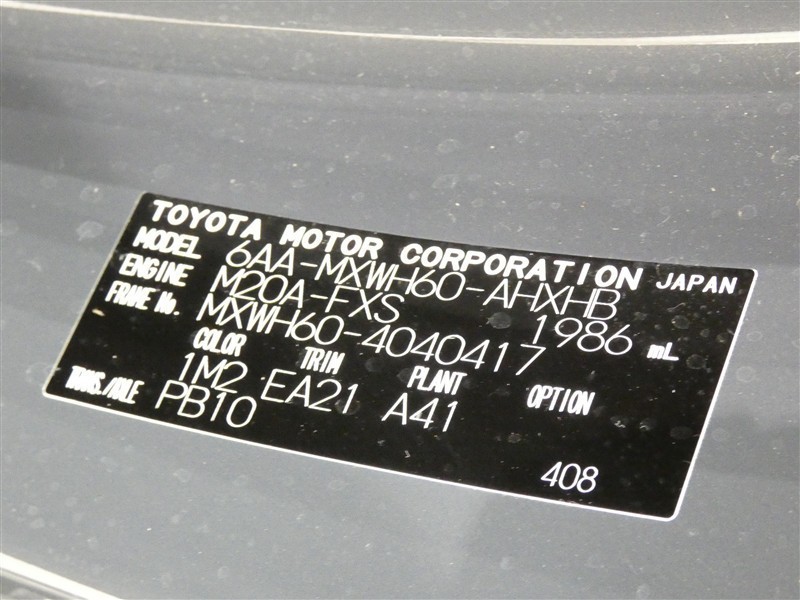 TOYOTA MOTOR CORPORATION JAPAN
MODEL 6AA-MXWH60-AHXHB
ENGINE M20A-FXS 1986 mL
FRAME No. MXWH60-4040417
COLOR TRIM PLANT OPTION
1M2 EA21 A41
TRANS./AXLE PB10
408